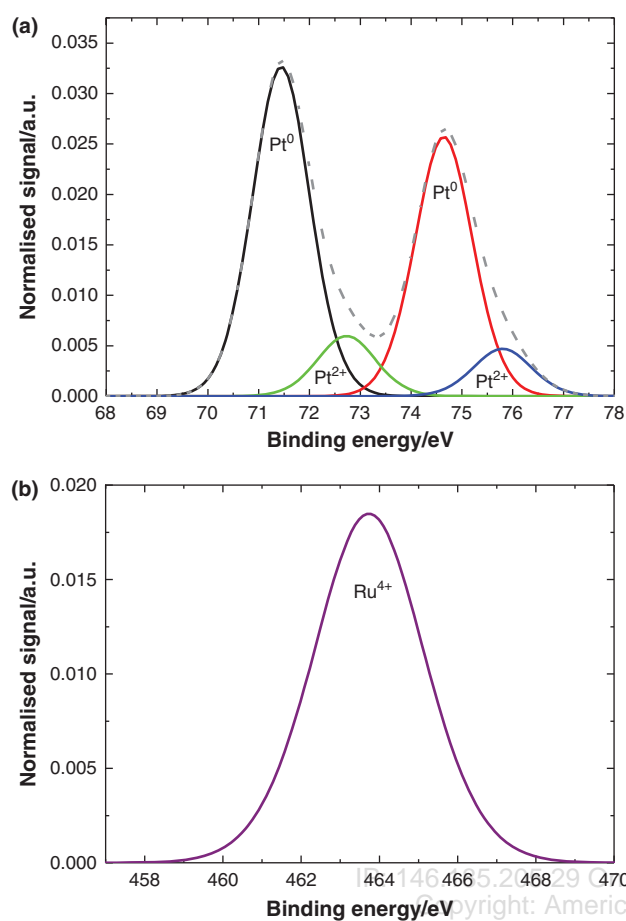 (a)
0.035
0.030
0.025
0.020
0.015
0.010
0.005
0.000
Normalised signal/a.u.
Pt⁰
Pt⁰
Pt²⁺
Pt²⁺
68 69 70 71 72 73 74 75 76 77 78
Binding energy/eV
(b)
0.020
0.015
0.010
0.005
0.000
Normalised signal/a.u.
Ru⁴⁺
458 460 462 464 466 468 470
Binding energy/eV
Copyright: Americ